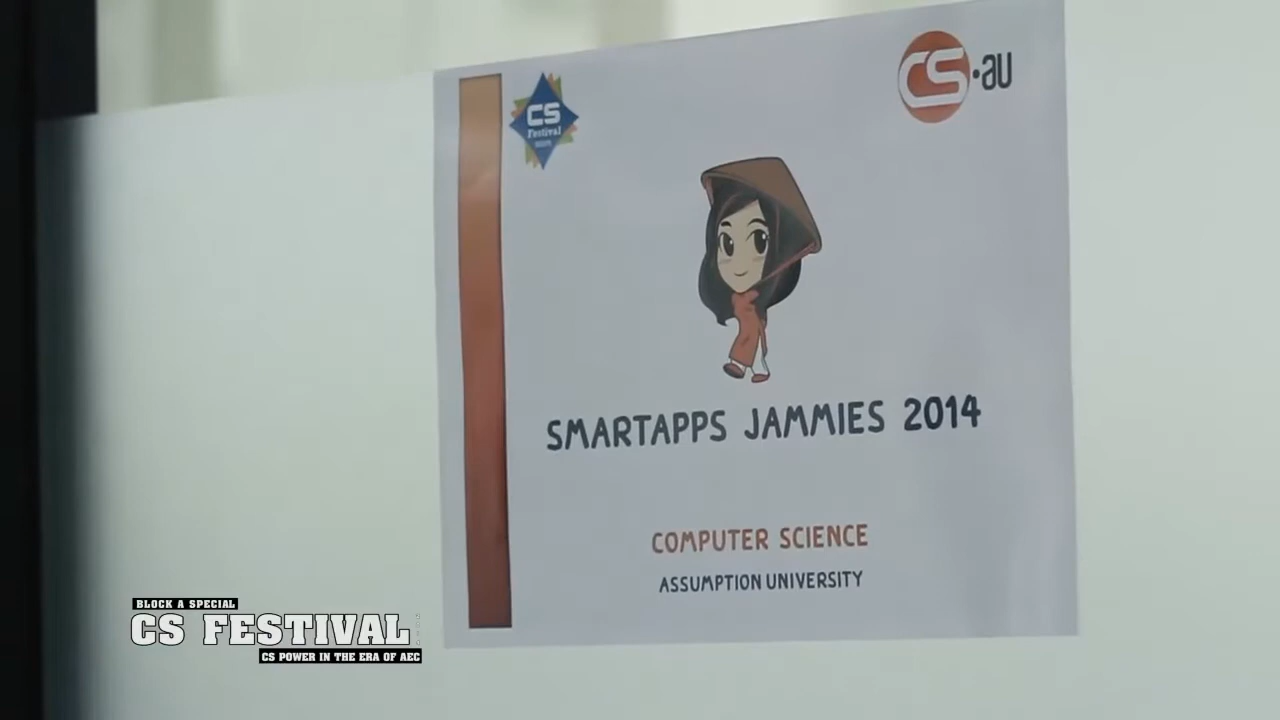 CS
Festival
CS•AU
SMARTAPPS JAMMIES 2014
COMPUTER SCIENCE
ASSUMPTION UNIVERSITY
BLOCK A SPECIAL
CS FESTIVAL
CS POWER IN THE ERA OF AEC